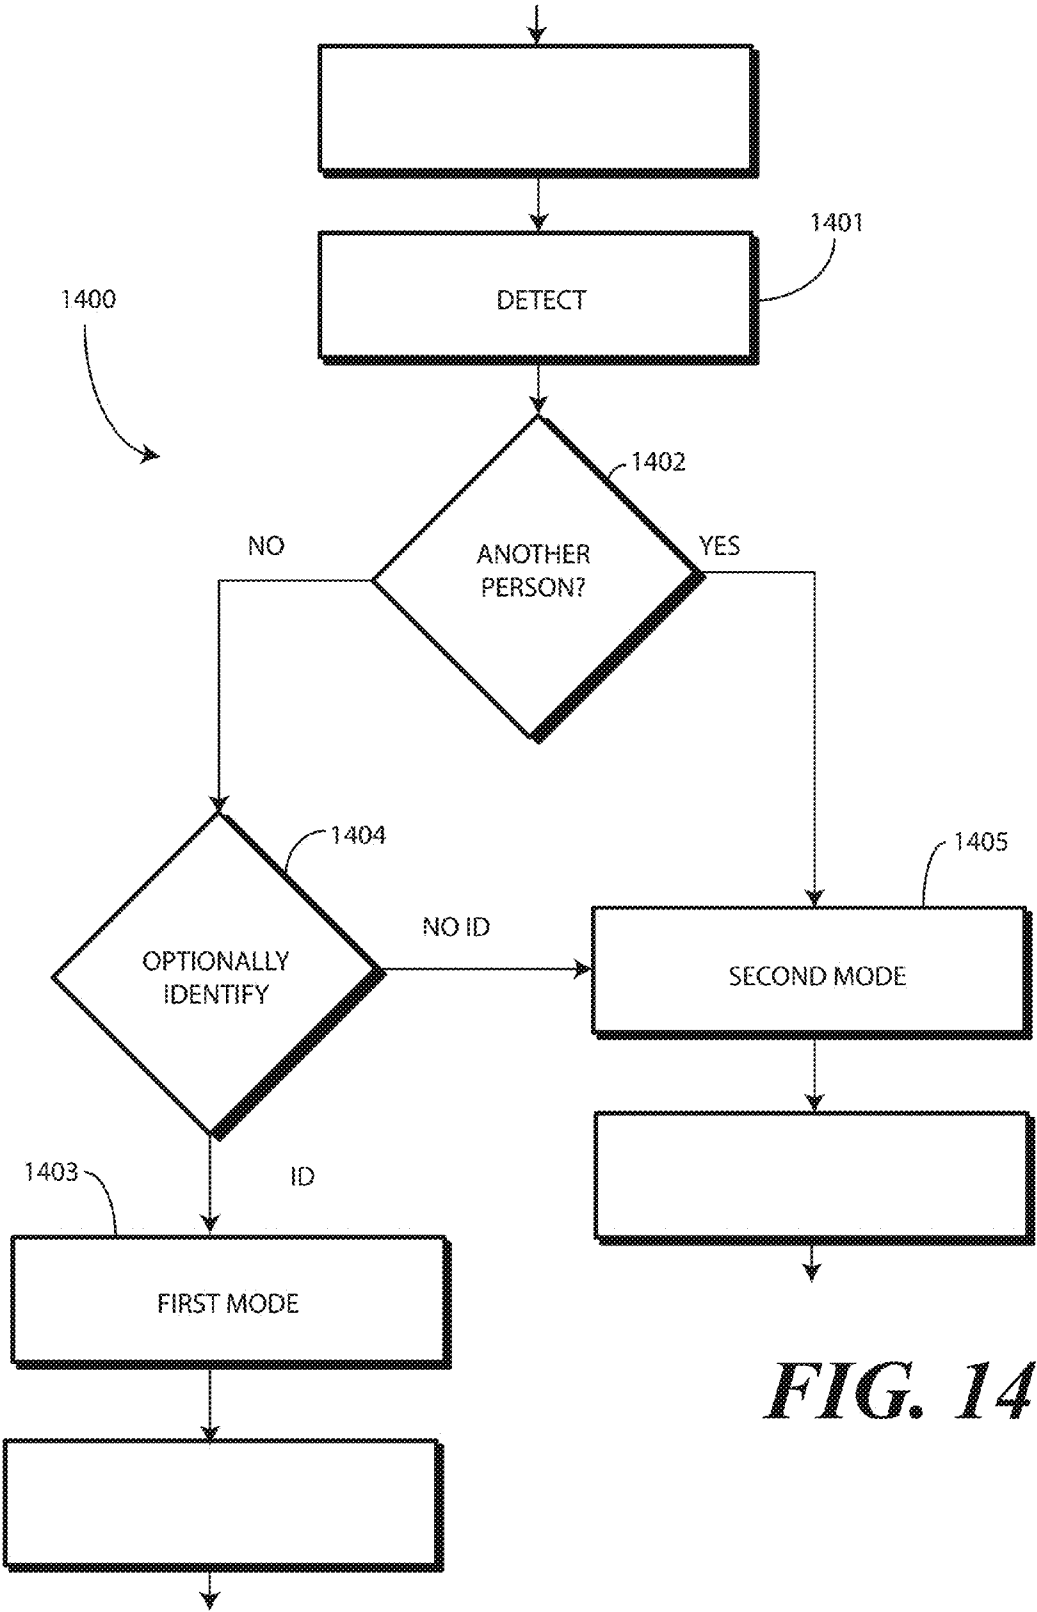 1401
DETECT
1400
1402
ANOTHER
PERSON?
NO
YES
1404
OPTIONALLY
IDENTIFY
NO ID
1405
SECOND MODE
1403
ID
FIRST MODE
FIG. 14